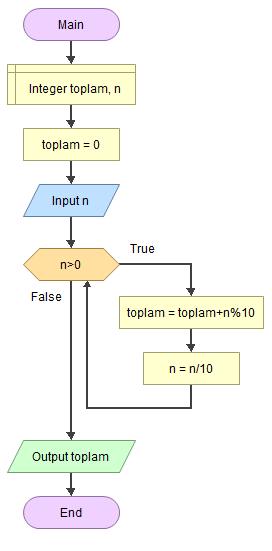 Main
Integer toplam, n
toplam = 0
Input n
n>0
True
False
toplam = toplam+n%10
n = n/10
Output toplam
End